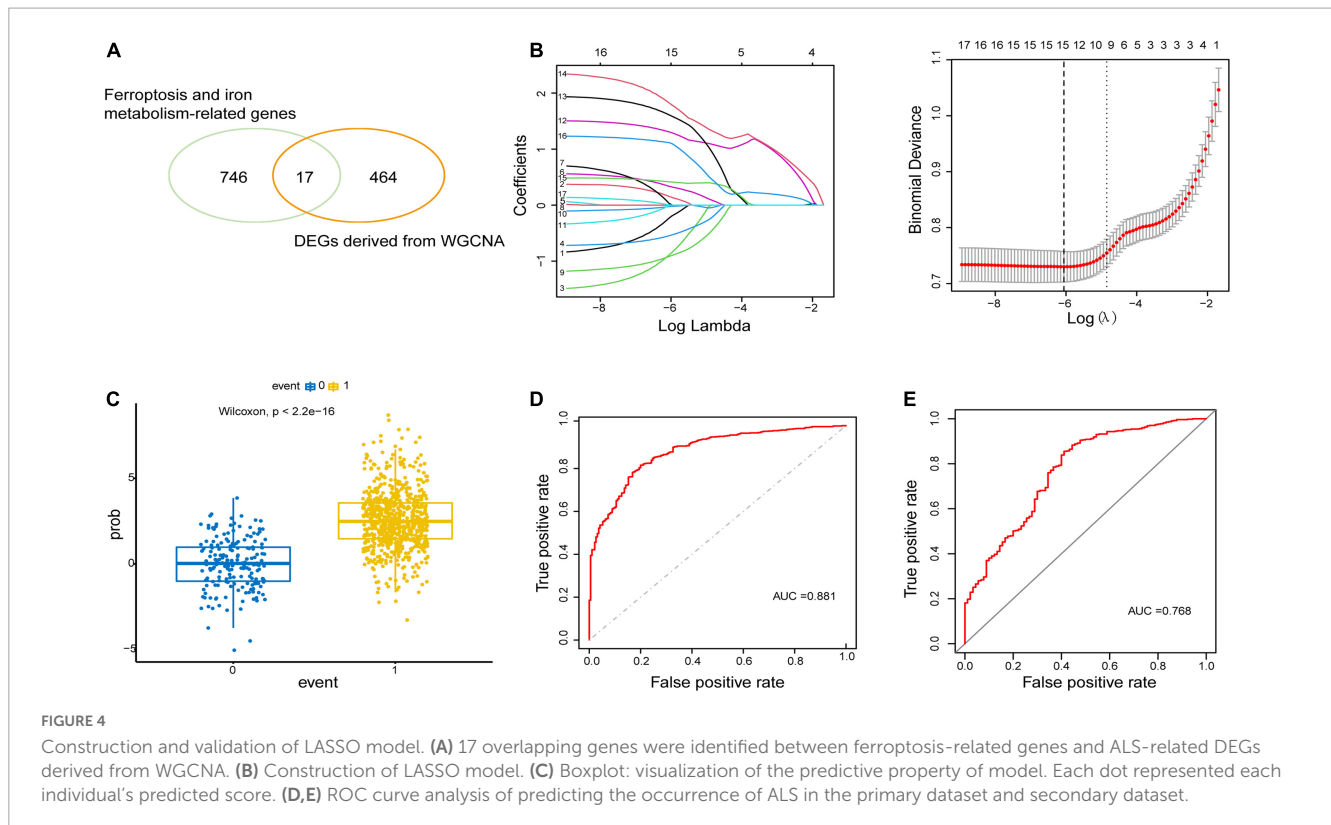 A
Ferroptosis and iron
metabolism-related genes
746
17
464
DEGs derived from WGCNA
B
16 15 5 4
14
13
12
16
7
6
15
2
17
5
8
10
11
4
1
9
3
2
1
0
−1
Coefficients
−8 −6 −4 −2
Log Lambda
17 16 16 15 15 15 15 12 10 9 6 5 3 3 3 3 4 1
1.1
1.0
0.9
0.8
0.7
Binomial Deviance
−8 −6 −4 −2
Log (λ)
C
event 0 1
Wilcoxon, p < 2.2e−16
5
0
−5
prob
0 1
event
D
1.0
0.8
0.6
0.4
0.2
0.0
True positive rate
AUC =0.881
0.0 0.2 0.4 0.6 0.8 1.0
False positive rate
E
1.0
0.8
0.6
0.4
0.2
0.0
True positive rate
AUC =0.768
0.0 0.2 0.4 0.6 0.8 1.0
False positive rate
FIGURE 4
Construction and validation of LASSO model. (A) 17 overlapping genes were identified between ferroptosis-related genes and ALS-related DEGs
derived from WGCNA. (B) Construction of LASSO model. (C) Boxplot: visualization of the predictive property of model. Each dot represented each
individual's predicted score. (D,E) ROC curve analysis of predicting the occurrence of ALS in the primary dataset and secondary dataset.